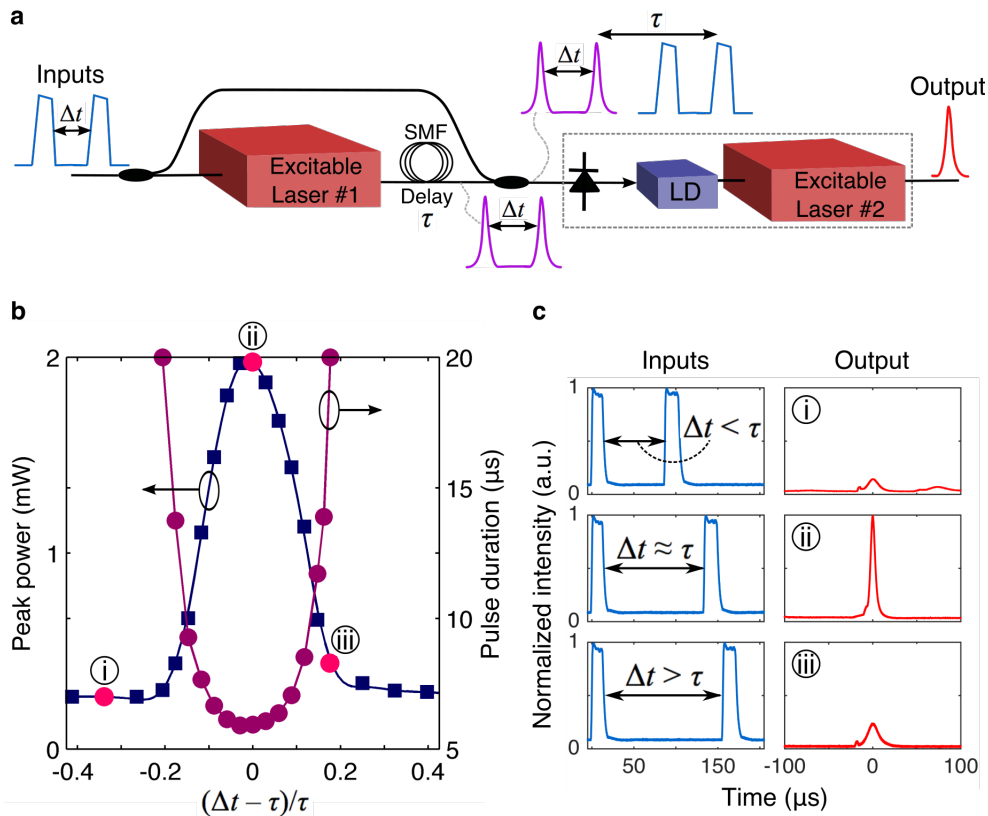 a
Inputs
Δt
Excitable
Laser #1
SMF
Delay
τ
Δt
Δt
τ
LD
Excitable
Laser #2
Output
b
ii
i
iii
2
1
0
Peak power (mW)
20
15
10
5
Pulse duration (µs)
-0.4 -0.2 0 0.2 0.4
(Δt − τ)/τ
c
Inputs Output
Normalized intensity (a.u.)
1
0
Δt < τ
i
1
0
Δt ≈ τ
ii
1
0
Δt > τ
iii
50 150 -100 0 100
Time (µs)